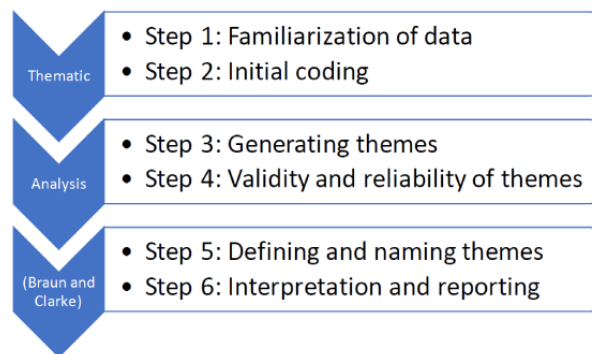 Thematic
• Step 1: Familiarization of data
• Step 2: Initial coding
Analysis
• Step 3: Generating themes
• Step 4: Validity and reliability of themes
(Braun and
Clarke)
• Step 5: Defining and naming themes
• Step 6: Interpretation and reporting